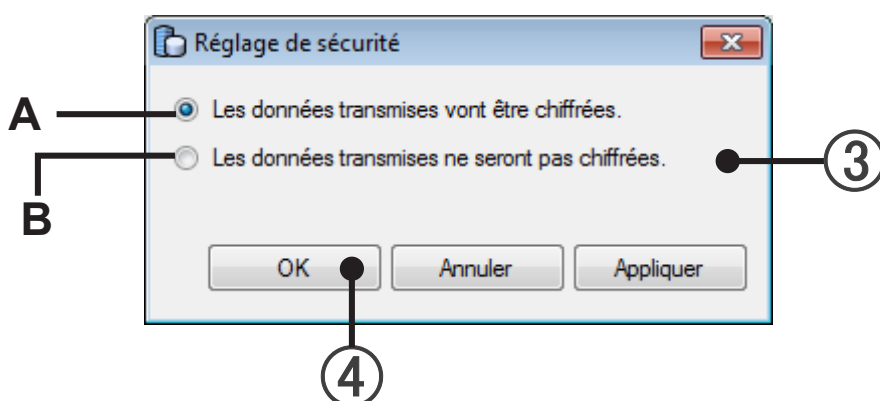 Réglage de sécurité
A
Les données transmises vont être chiffrées.
B
Les données transmises ne seront pas chiffrées.
③
OK
Annuler
Appliquer
④